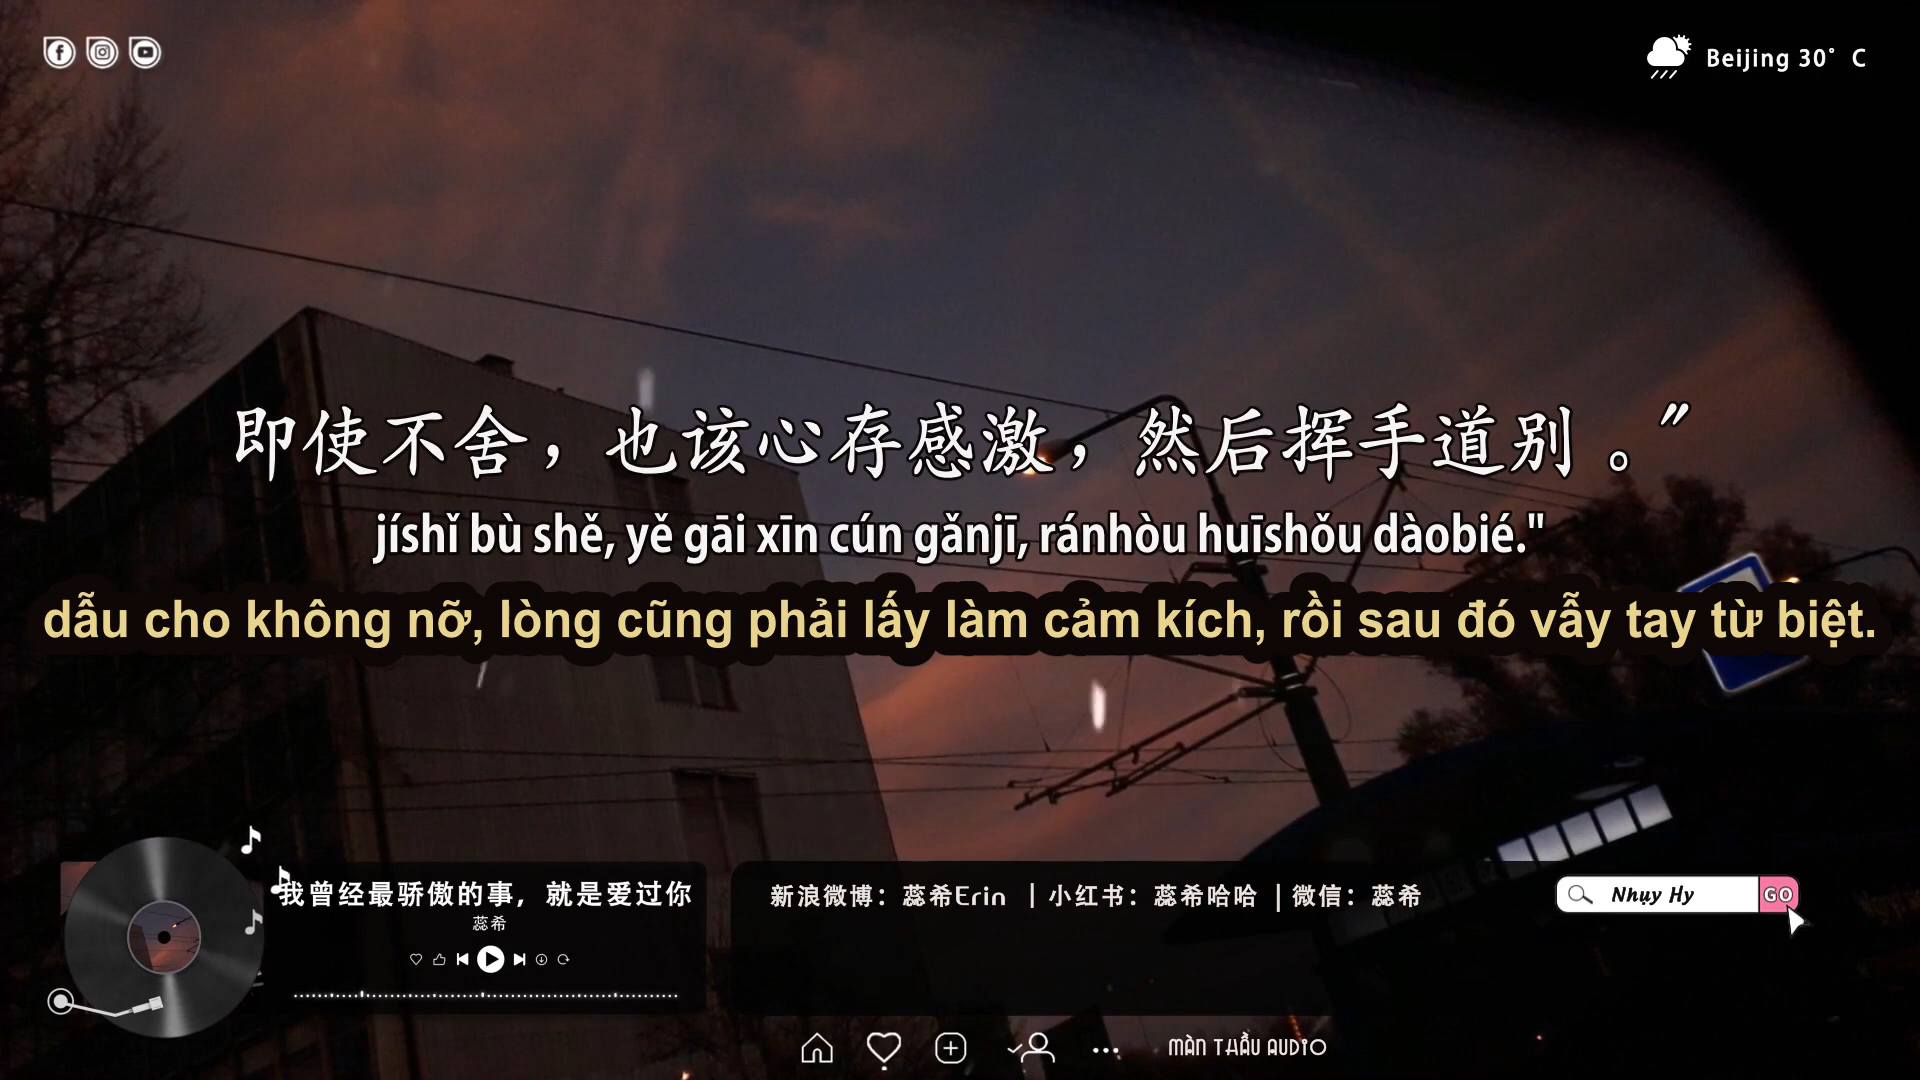 Beijing 30° C
即使不舍，也该心存感激，然后挥手道别 。"
jíshǐ bù shě, yě gāi xīn cún gǎnjī, ránhòu huīshǒu dàobié."
dẫu cho không nỡ, lòng cũng phải lấy làm cảm kích, rồi sau đó vẫy tay từ biệt.
我曾经最骄傲的事，就是爱过你
蕊希
新浪微博：蕊希Erin ｜小红书：蕊希哈哈 ｜微信：蕊希
Nhụy Hy GO
MÀN THẦU AUDIO